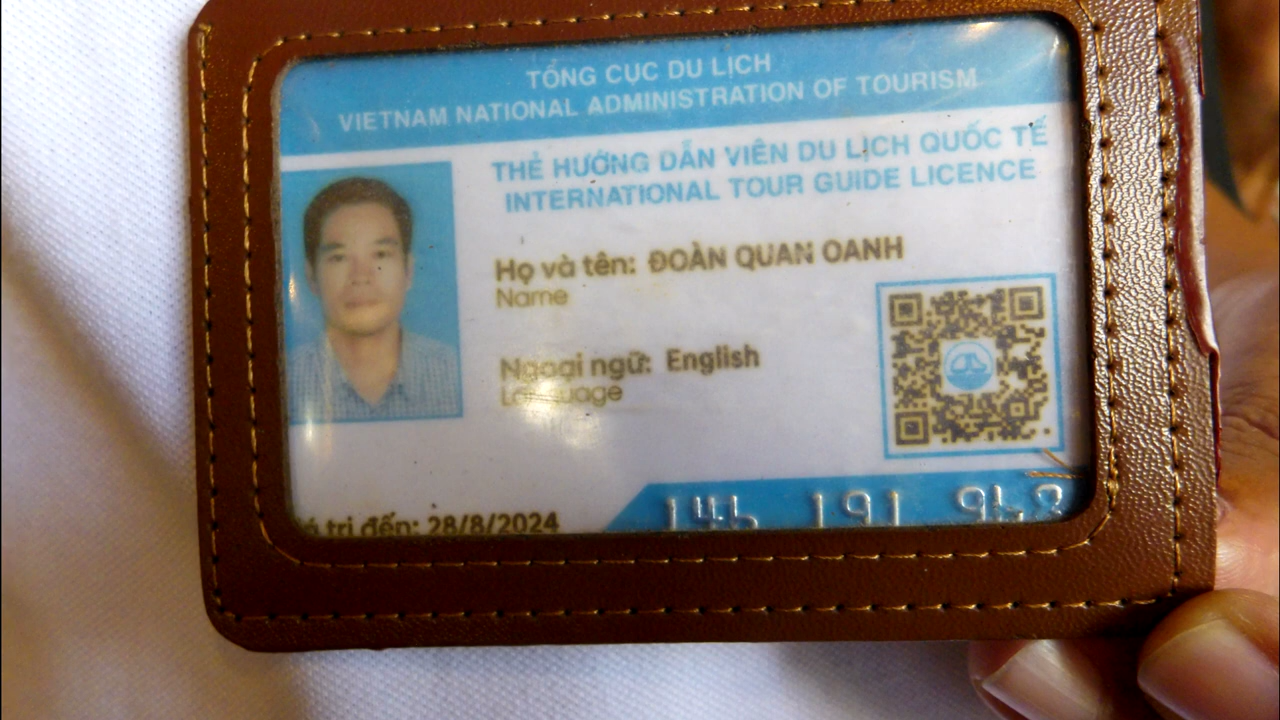 TỔNG CỤC DU LỊCH
VIETNAM NATIONAL ADMINISTRATION OF TOURISM
THẺ HƯỚNG DẪN VIÊN DU LỊCH QUỐC TẾ
INTERNATIONAL TOUR GUIDE LICENCE
Họ và tên: ĐOÀN QUAN OANH
Name
Ngoại ngữ: English
Language
trị đến: 28/8/2024
191